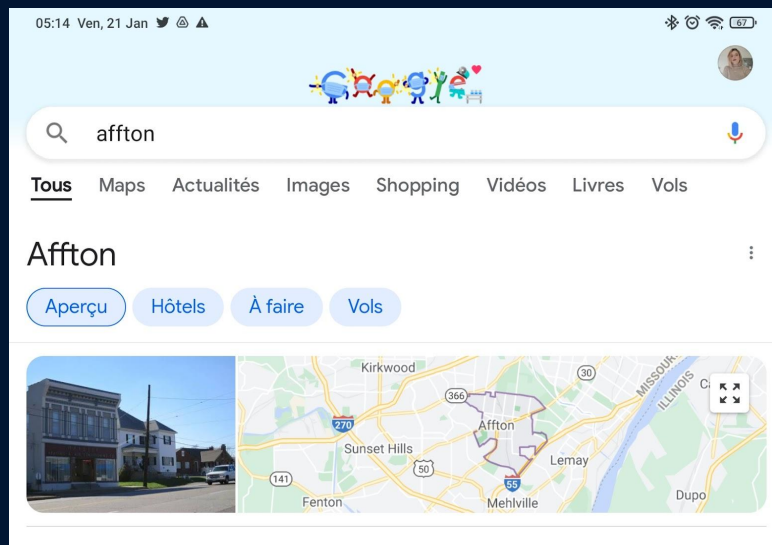 05:14 Ven, 21 Jan
67
Google
affton
Tous Maps Actualités Images Shopping Vidéos Livres Vols
Affton
Aperçu Hôtels À faire Vols
Kirkwood
30
MISSOURI
ILLINOIS
366
270
Affton
Sunset Hills
50
Lemay
141
55
Fenton
Mehlville
Dupo